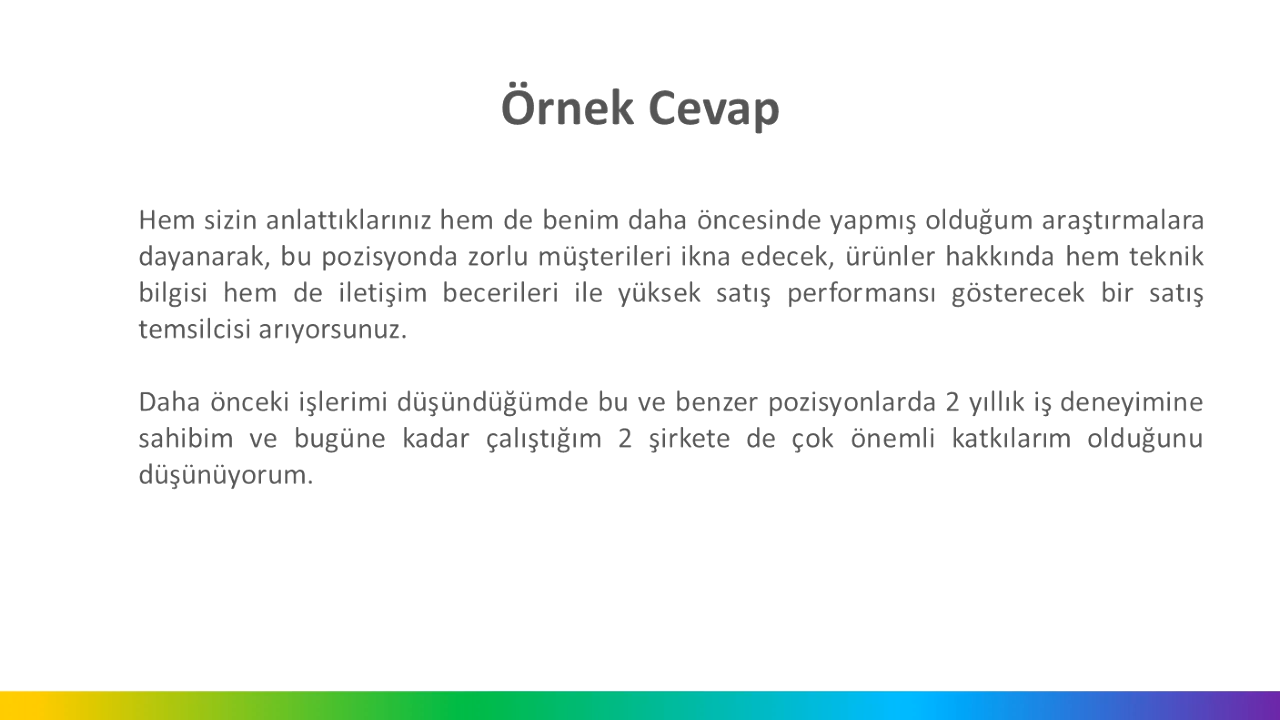 Örnek Cevap
Hem sizin anlattıklarınız hem de benim daha öncesinde yapmış olduğum araştırmalara
dayanarak, bu pozisyonda zorlu müşterileri ikna edecek, ürünler hakkında hem teknik
bilgisi hem de iletişim becerileri ile yüksek satış performansı gösterecek bir satış
temsilcisi arıyorsunuz.
Daha önceki işlerimi düşündüğümde bu ve benzer pozisyonlarda 2 yıllık iş deneyimine
sahibim ve bugüne kadar çalıştığım 2 şirkete de çok önemli katkılarım olduğunu
düşünüyorum.